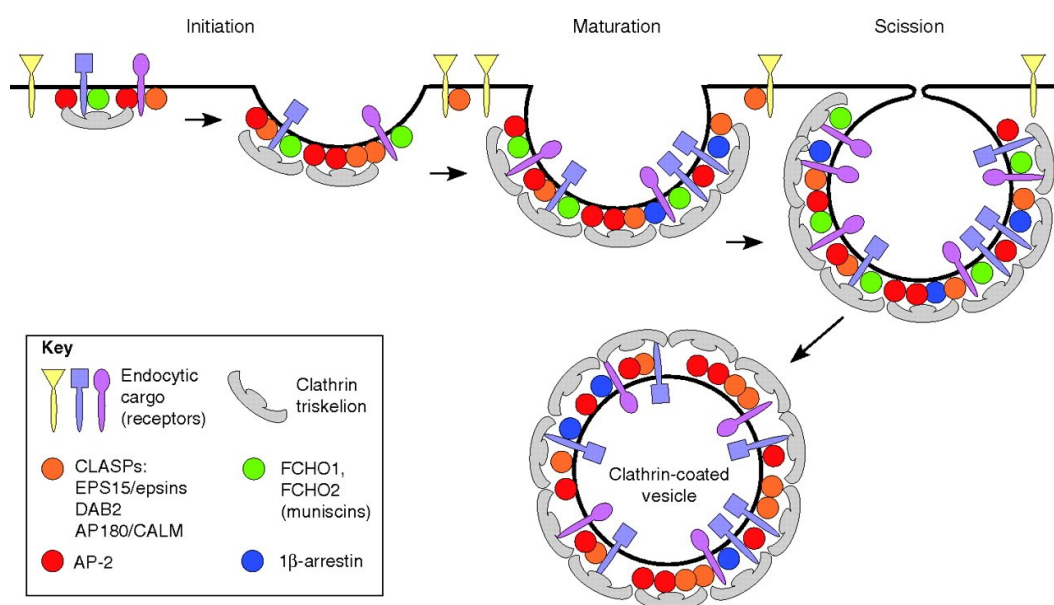 Initiation
Maturation
Scission
Key
Endocytic
cargo
(receptors)
Clathrin
triskelion
CLASPs:
EPS15/epsins
DAB2
AP180/CALM
FCHO1,
FCHO2
(muniscins)
AP-2
1β-arrestin
Clathrin-coated
vesicle